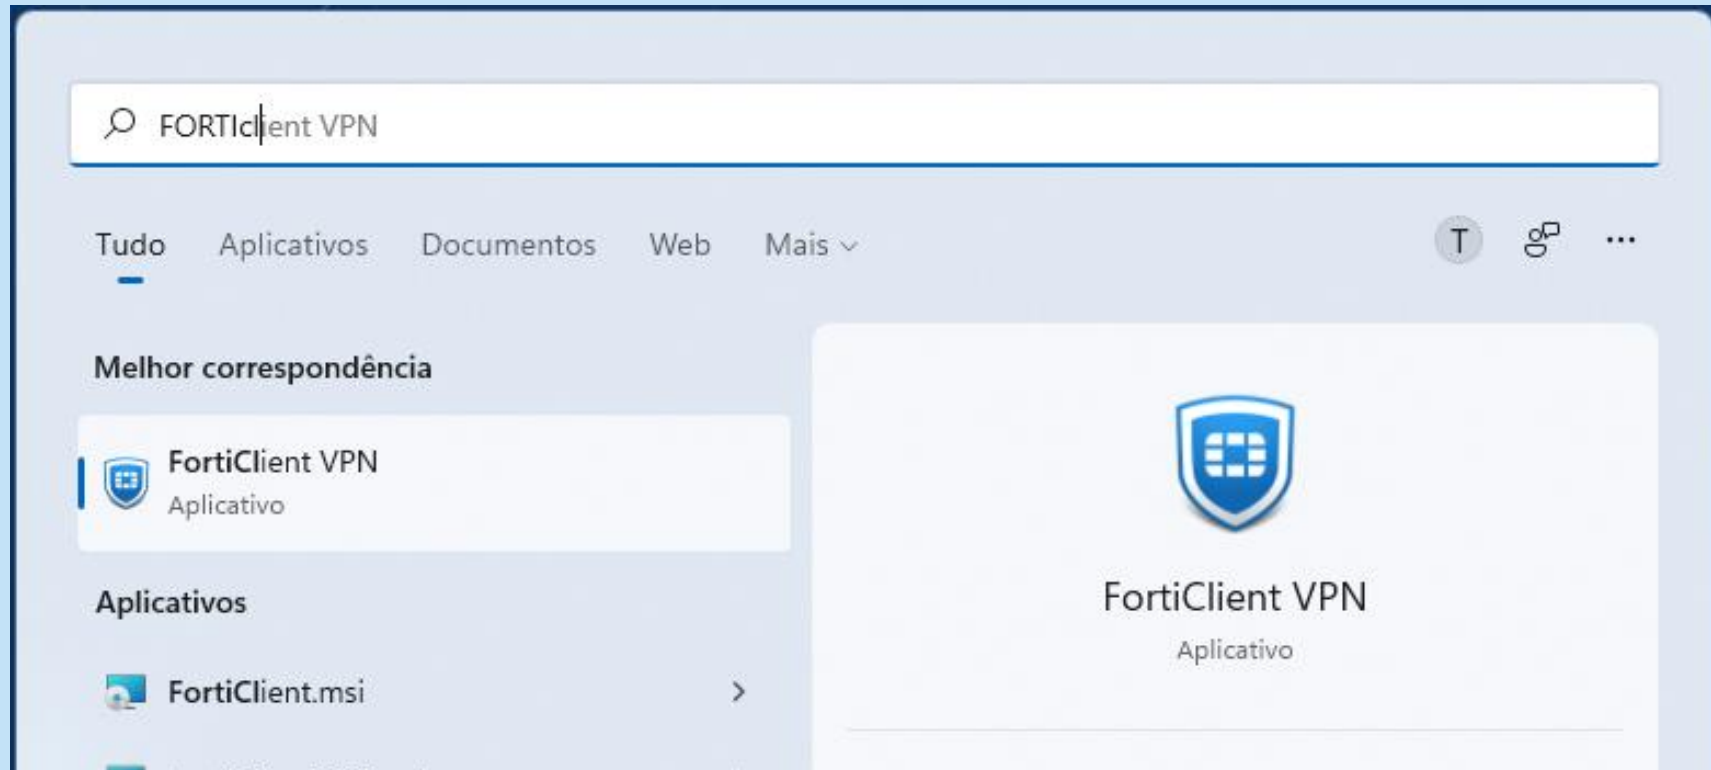 FORTIclient VPN
Tudo Aplicativos Documentos Web Mais T ...
Melhor correspondência
FortiClient VPN
Aplicativo
Aplicativos
FortiClient.msi
FortiClient VPN
Aplicativo